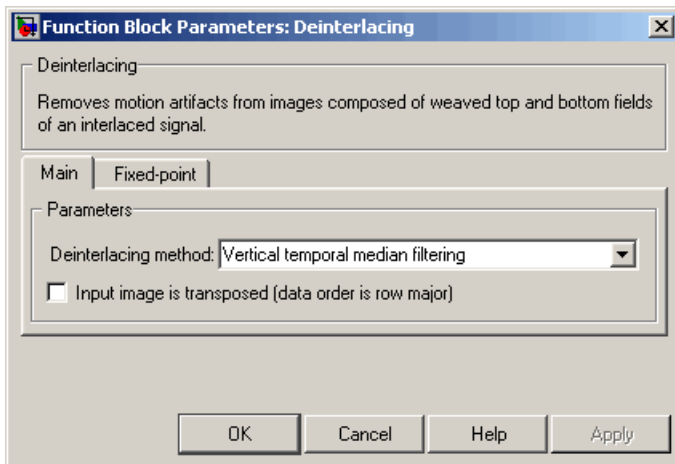 Function Block Parameters: Deinterlacing
Deinterlacing
Removes motion artifacts from images composed of weaved top and bottom fields
of an interlaced signal.
Main Fixed-point
Parameters
Deinterlacing method: Vertical temporal median filtering
Input image is transposed (data order is row major)
OK Cancel Help Apply